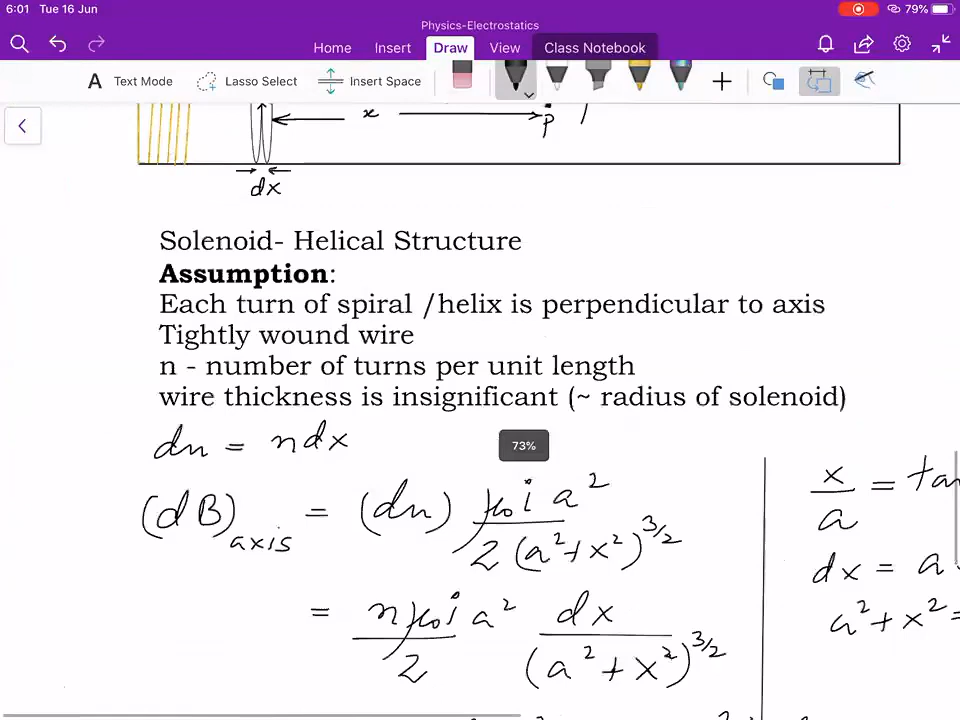 6:01 Tue 16 Jun 79%
Physics-Electrostatics
Home Insert Draw View Class Notebook
A Text Mode Lasso Select Insert Space
x
P
dx
Solenoid- Helical Structure
Assumption:
Each turn of spiral /helix is perpendicular to axis
Tightly wound wire
n - number of turns per unit length
wire thickness is insignificant (~ radius of solenoid)
dn = ndx
73%
(dB)axis = (dn) μ₀ i a² / 2 (a²+x²)^3/2
= nμ₀ i a² / 2 dx / (a²+x²)^3/2
x / a = tan
dx = a
a²+x² =